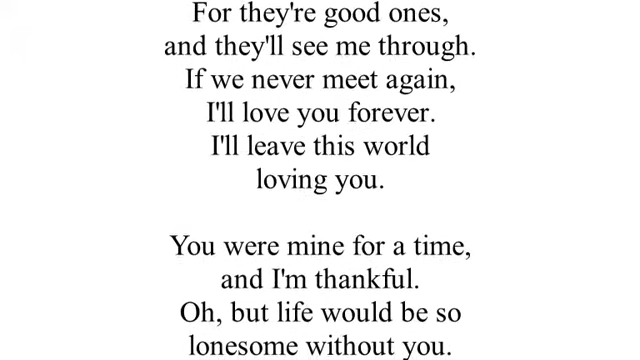 For they're good ones,
and they'll see me through.
If we never meet again,
I'll love you forever.
I'll leave this world
loving you.
You were mine for a time,
and I'm thankful.
Oh, but life would be so
lonesome without you.